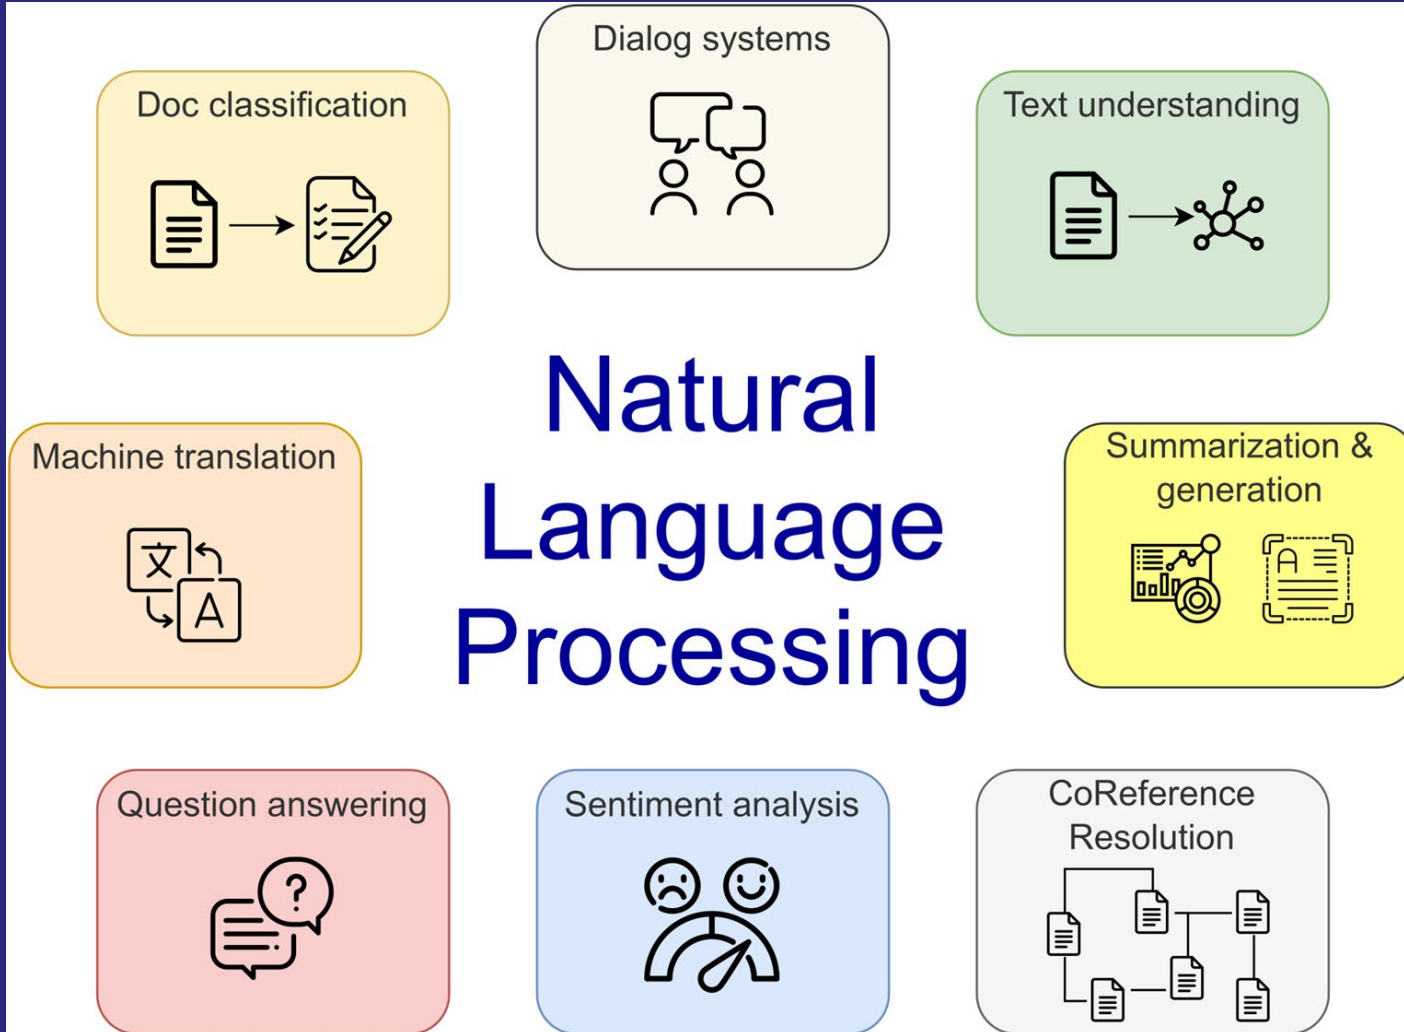 Dialog systems
Doc classification
Text understanding
Natural
Language
Processing
Machine translation
文
A
Summarization &
generation
A
Question answering
?
Sentiment analysis
CoReference
Resolution